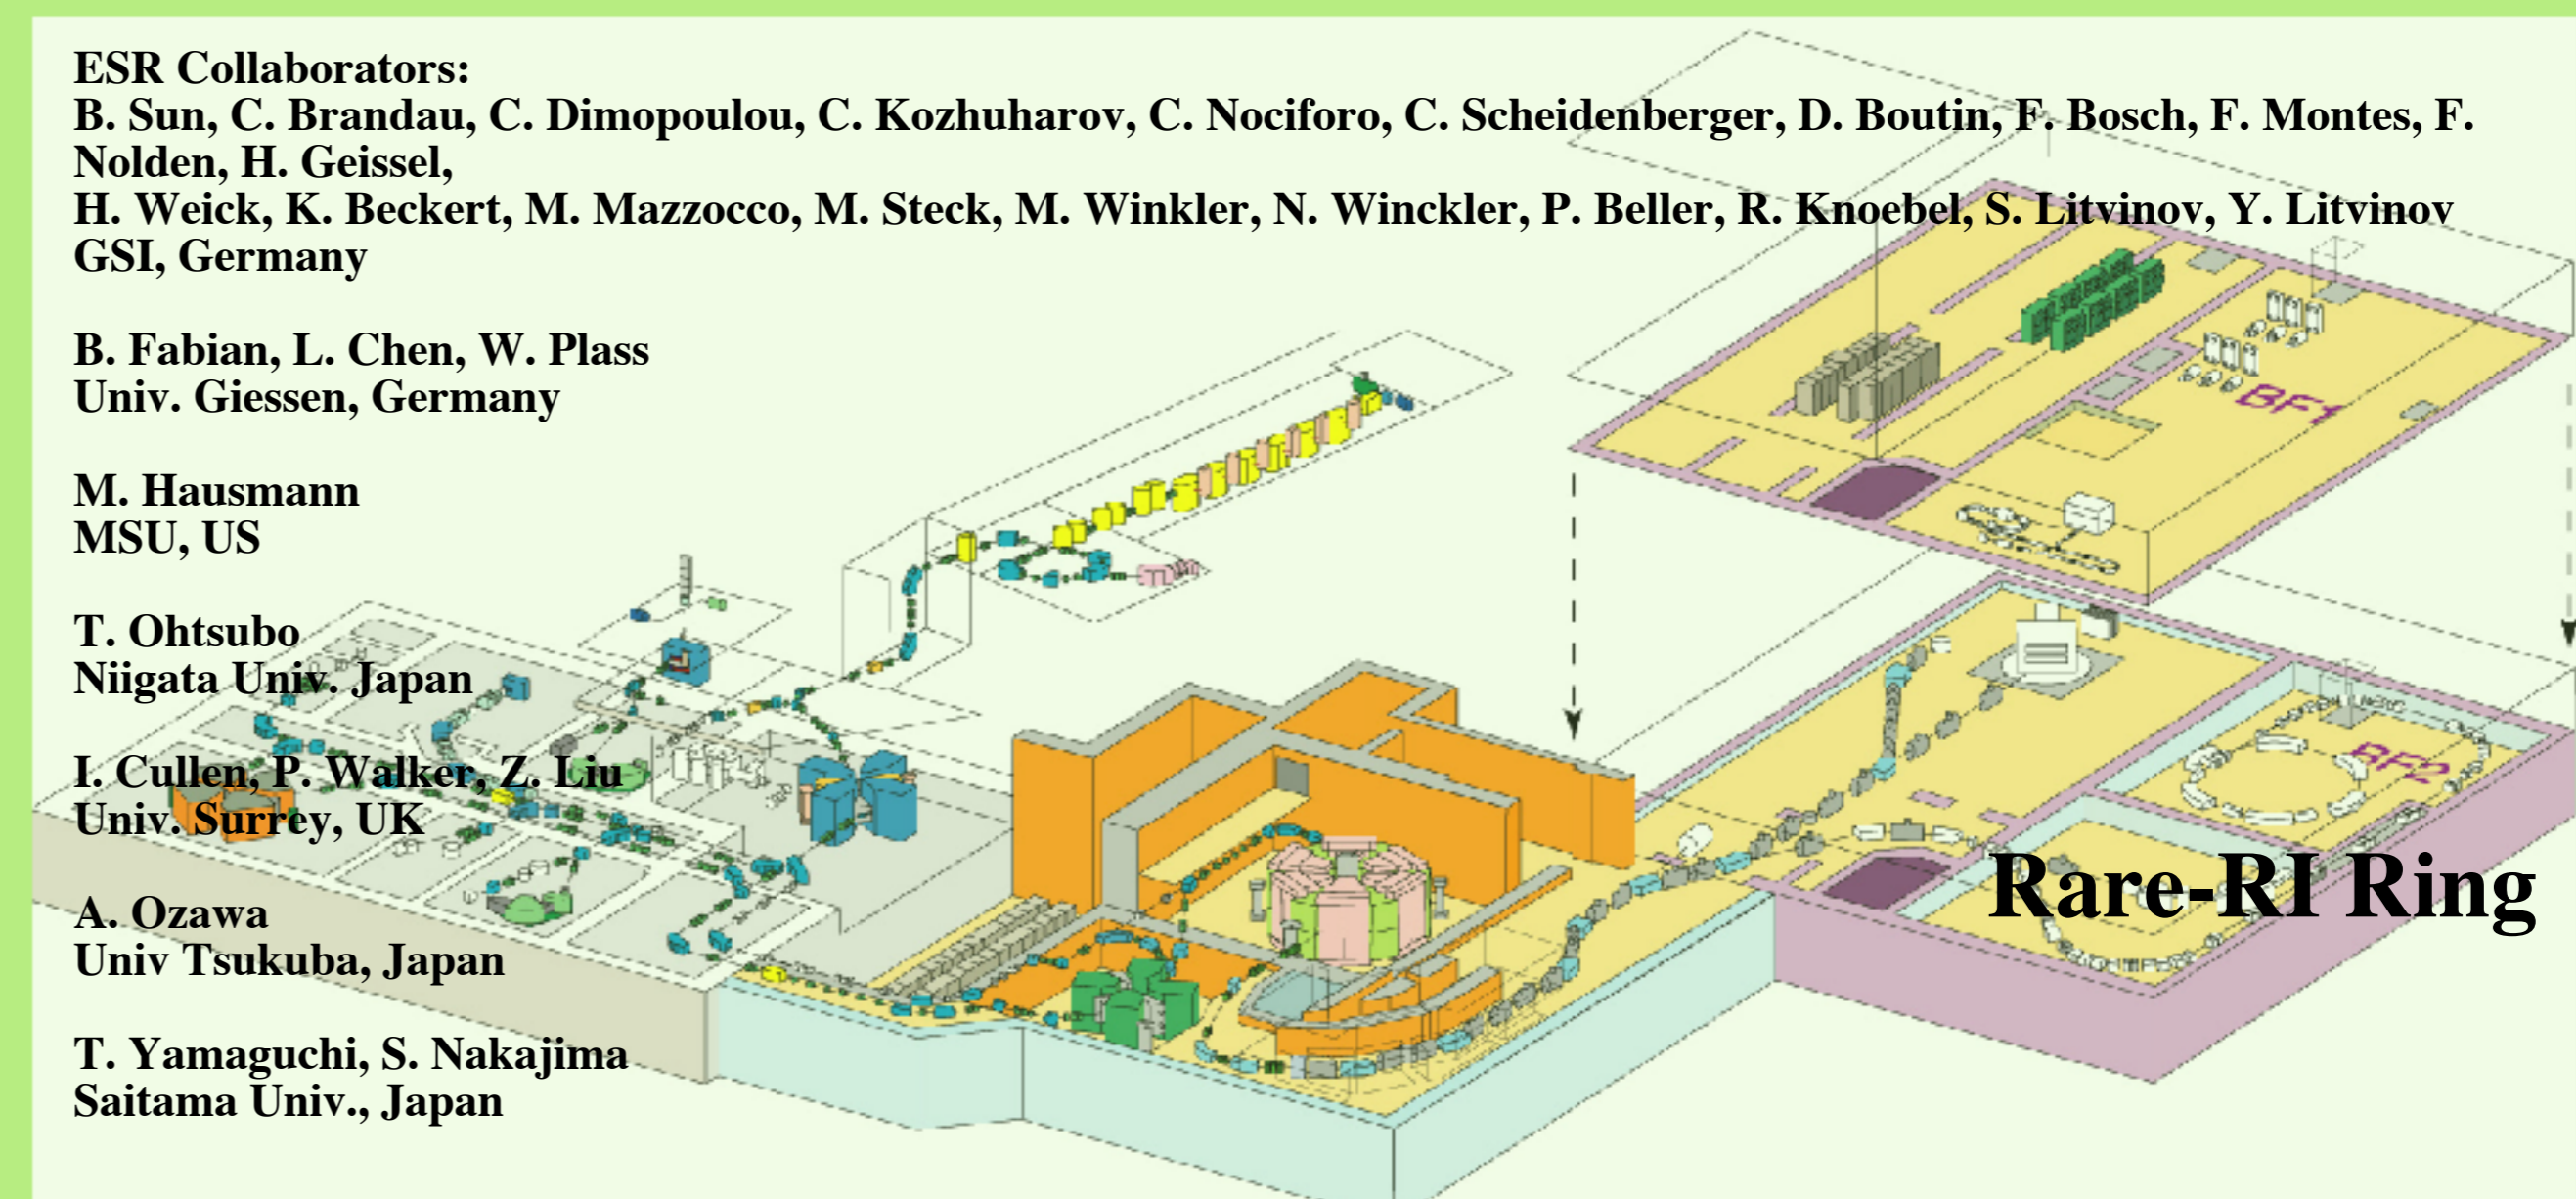 ESR Collaborators:
B. Sun, C. Brandau, C. Dimopoulou, C. Kozhuharov, C. Nociforo, C. Scheidenberger, D. Boutin, F. Bosch, F. Montes, F.
Nolden, H. Geissel,
H. Weick, K. Beckert, M. Mazzocco, M. Steck, M. Winkler, N. Winckler, P. Beller, R. Knoebel, S. Litvinov, Y. Litvinov
GSI, Germany
B. Fabian, L. Chen, W. Plass
Univ. Giessen, Germany
M. Hausmann
MSU, US
T. Ohtsubo
Niigata Univ. Japan
I. Cullen, P. Walker, Z. Liu
Univ. Surrey, UK
A. Ozawa
Univ Tsukuba, Japan
T. Yamaguchi, S. Nakajima
Saitama Univ., Japan
BF1
BF2
Rare-RI Ring